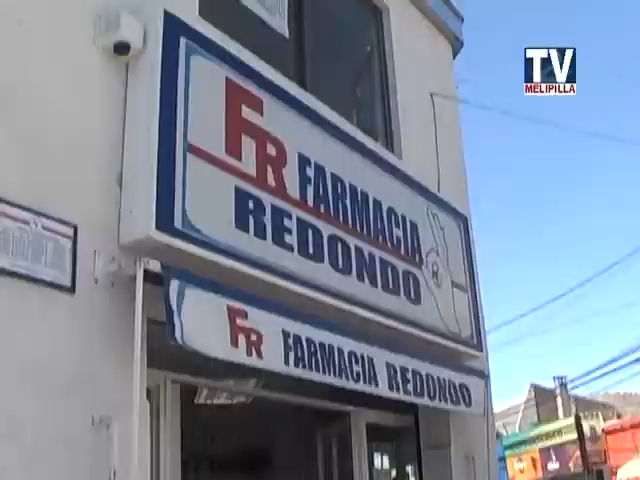 TV
MELIPILLA
FR FARMACIA
REDONDO
R
FR FARMACIA REDONDO